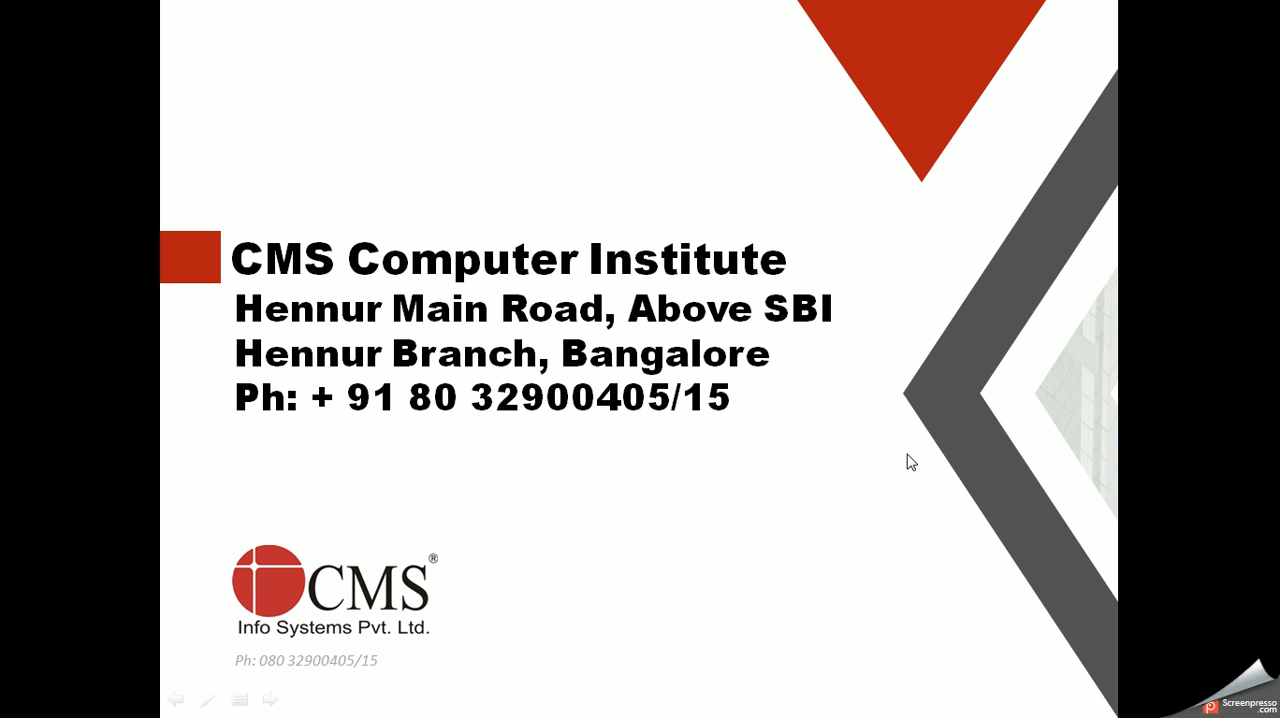 CMS Computer Institute
Hennur Main Road, Above SBI
Hennur Branch, Bangalore
Ph: + 91 80 32900405/15
CMS®
Info Systems Pvt. Ltd.
Ph: 080 32900405/15
Screenpresso
.com